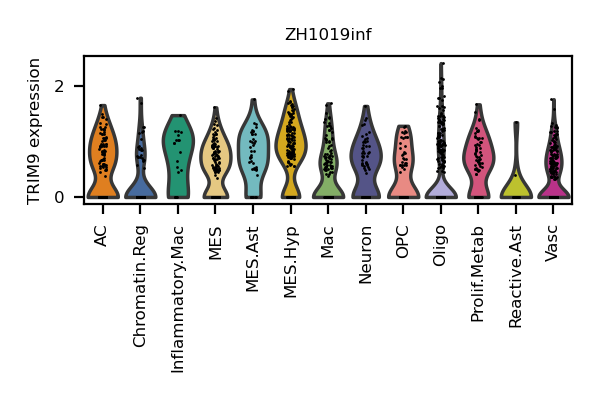 ZH1019inf
TRIM9 expression
2
0
AC
Chromatin.Reg
Inflammatory.Mac
MES
MES.Ast
MES.Hyp
Mac
Neuron
OPC
Oligo
Prolif.Metab
Reactive.Ast
Vasc